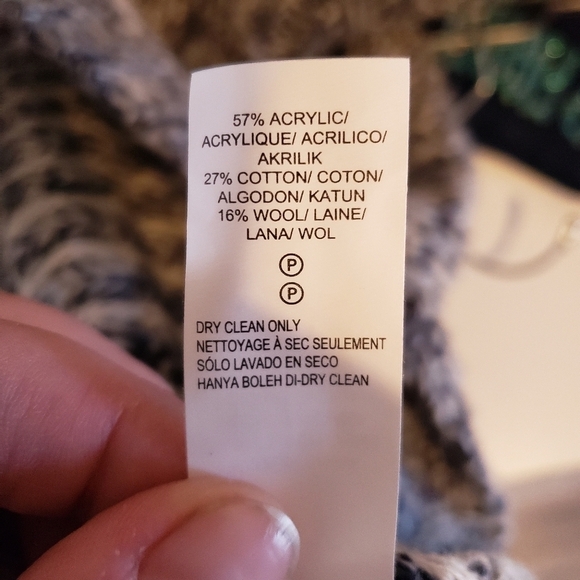 57% ACRYLIC/
ACRYLIQUE/ ACRILICO/
AKRILIK
27% COTTON/ COTON/
ALGODON/ KATUN
16% WOOL/ LAINE/
LANA/ WOL
P
P
DRY CLEAN ONLY
NETTOYAGE À SEC SEULEMENT
SÓLO LAVADO EN SECO
HANYA BOLEH DI-DRY CLEAN